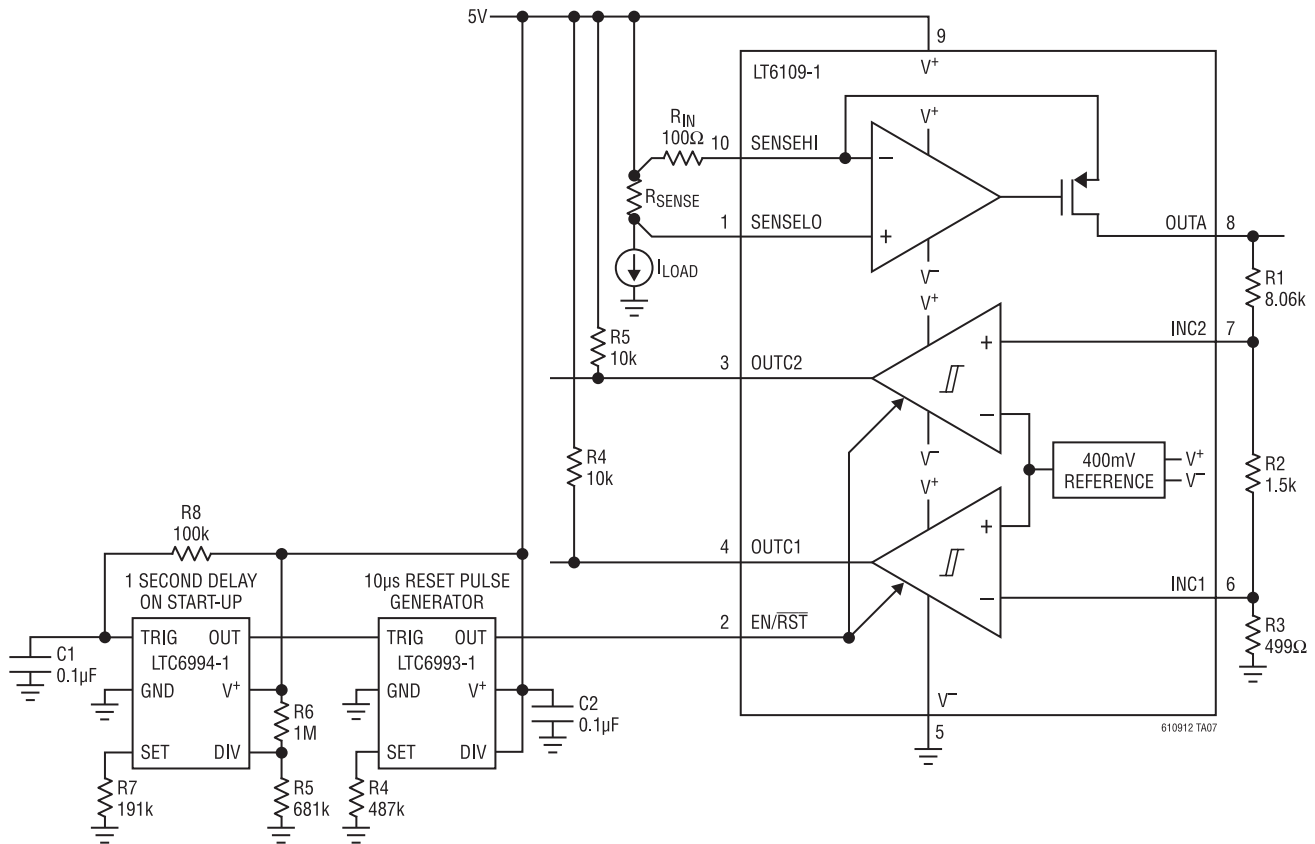 5V
9
V+
LT6109-1
RIN
100Ω
10
SENSEHI
V+
−
RSENSE
1
SENSELO
+
OUTA
8
ILOAD
V−
V+
R1
8.06k
R5
10k
+
INC2
7
3
OUTC2
−
R4
10k
V−
V+
400mV
REFERENCE
V+
V−
R2
1.5k
+
R8
100k
4
OUTC1
1 SECOND DELAY
ON START-UP
10µs RESET PULSE
GENERATOR
−
INC1
6
2
EN/RST
R3
499Ω
C1
0.1µF
TRIG
OUT
LTC6994-1
GND
V+
SET
DIV
TRIG
OUT
LTC6993-1
GND
V+
SET
DIV
C2
0.1µF
R6
1M
V−
5
610912 TA07
R7
191k
R5
681k
R4
487k